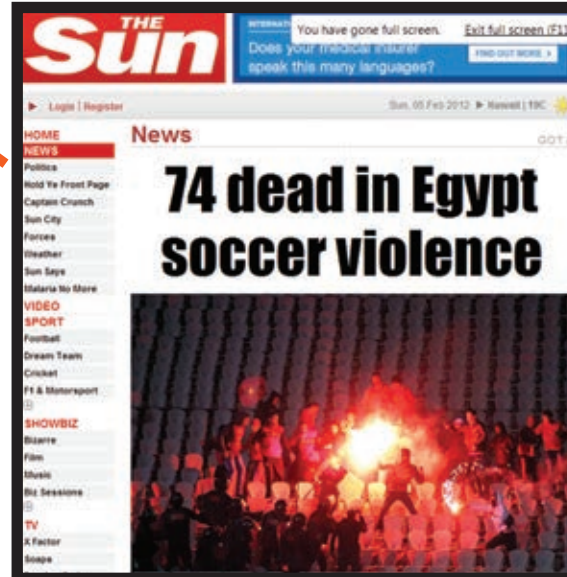 THE
Sun
You have gone full screen. Exit full screen (F11
Does your medical insurer
speak this many languages?
FIND OUT MORE
Login | Register
Sun, 05 Feb 2012 Kuwait | 19C
HOME
NEWS
Politics
Hold Ye Front Page
Captain Crunch
Sun City
Forces
Weather
Sun Says
Malaria No More
VIDEO
SPORT
Football
Dream Team
Cricket
F1 & Motorsport
SHOWBIZ
Bizarre
Film
Music
Biz Sessions
TV
X Factor
Soaps
News
GOT
74 dead in Egypt
soccer violence